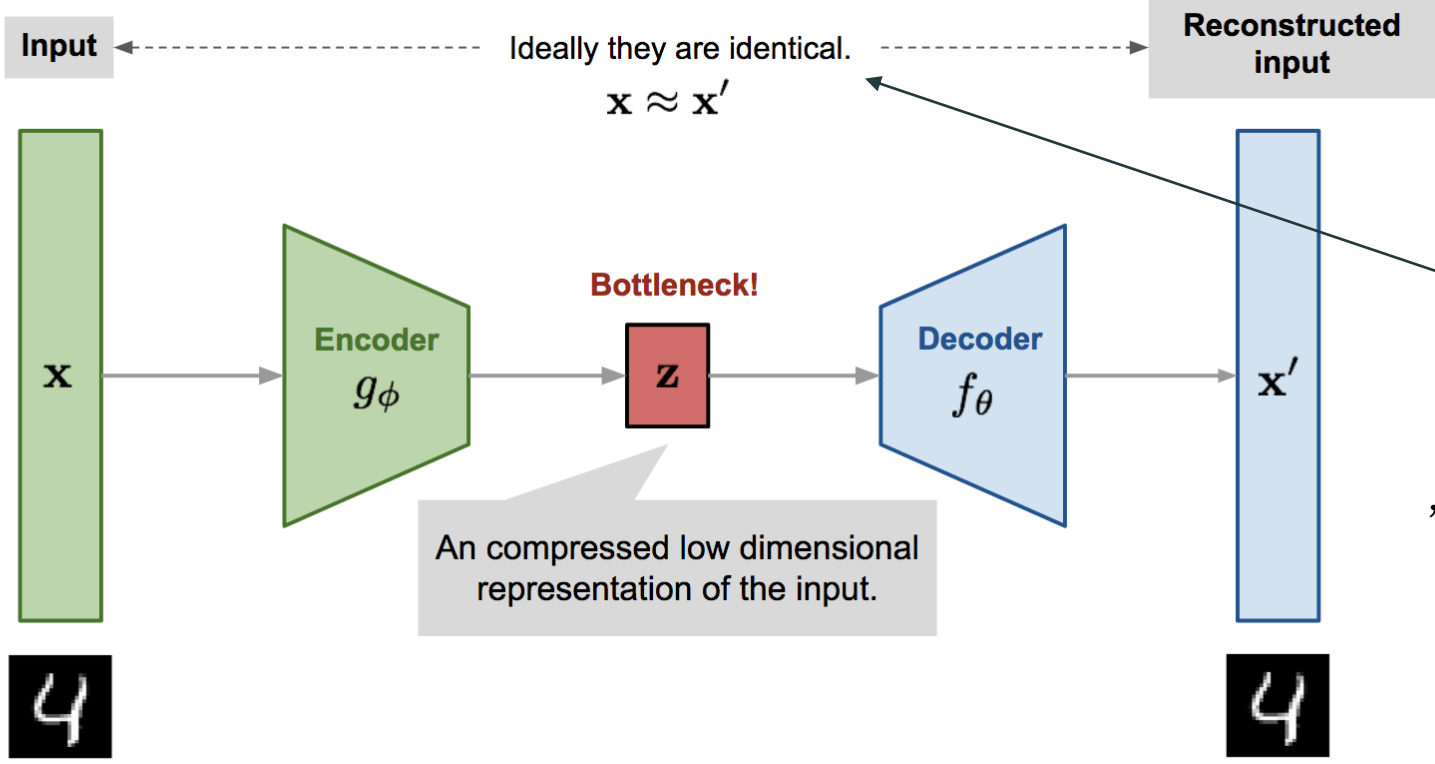 Input
Ideally they are identical.
x ≈ x′
Reconstructed
input
Bottleneck!
Encoder
gϕ
Decoder
fθ
x
z
x′
An compressed low dimensional
representation of the input.
,
4
4